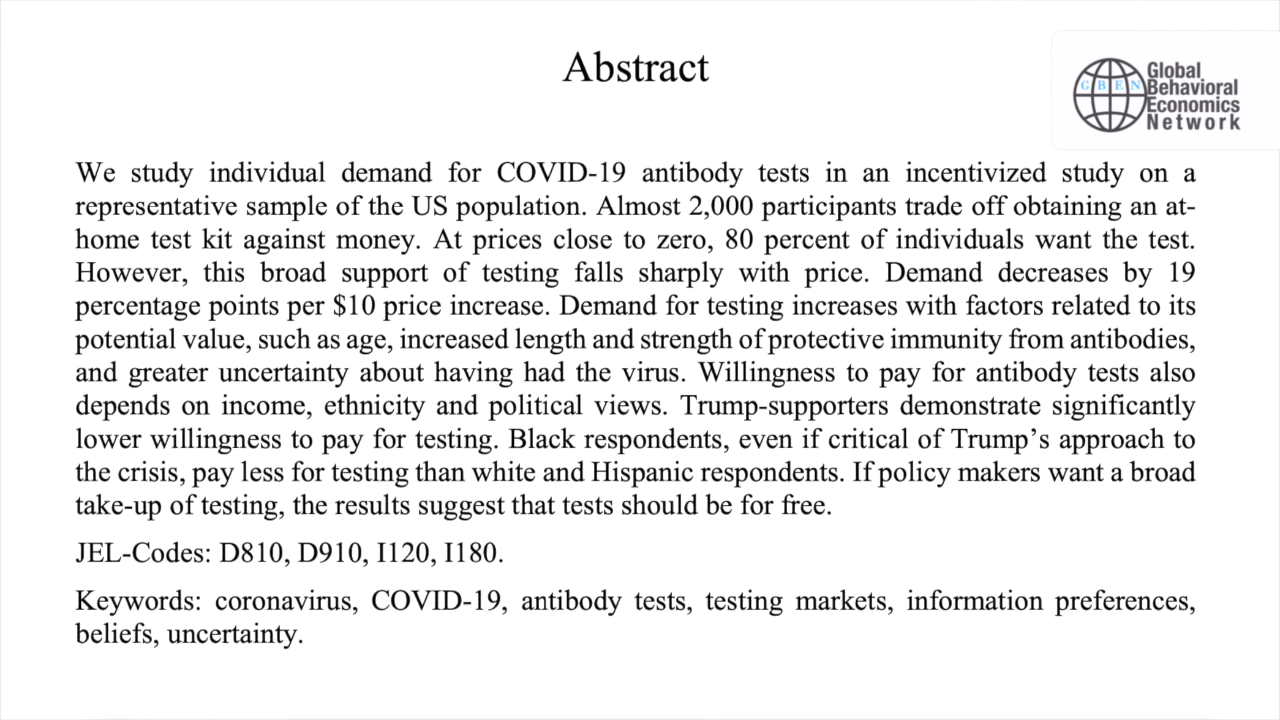 Abstract
GBEN
Global
Behavioral
Economics
Network
We study individual demand for COVID-19 antibody tests in an incentivized study on a
representative sample of the US population. Almost 2,000 participants trade off obtaining an at-
home test kit against money. At prices close to zero, 80 percent of individuals want the test.
However, this broad support of testing falls sharply with price. Demand decreases by 19
percentage points per $10 price increase. Demand for testing increases with factors related to its
potential value, such as age, increased length and strength of protective immunity from antibodies,
and greater uncertainty about having had the virus. Willingness to pay for antibody tests also
depends on income, ethnicity and political views. Trump-supporters demonstrate significantly
lower willingness to pay for testing. Black respondents, even if critical of Trump’s approach to
the crisis, pay less for testing than white and Hispanic respondents. If policy makers want a broad
take-up of testing, the results suggest that tests should be for free.
JEL-Codes: D810, D910, I120, I180.
Keywords: coronavirus, COVID-19, antibody tests, testing markets, information preferences,
beliefs, uncertainty.